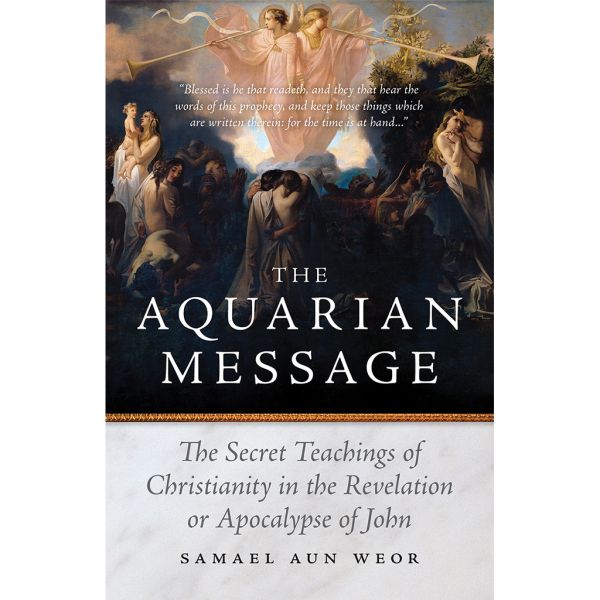 “Blessed is he that readeth, and they that hear the
words of this prophecy, and keep those things which
are written therein: for the time is at hand...”
THE
AQUARIAN
MESSAGE
The Secret Teachings of
Christianity in the Revelation
or Apocalypse of John
SAMAEL AUN WEOR